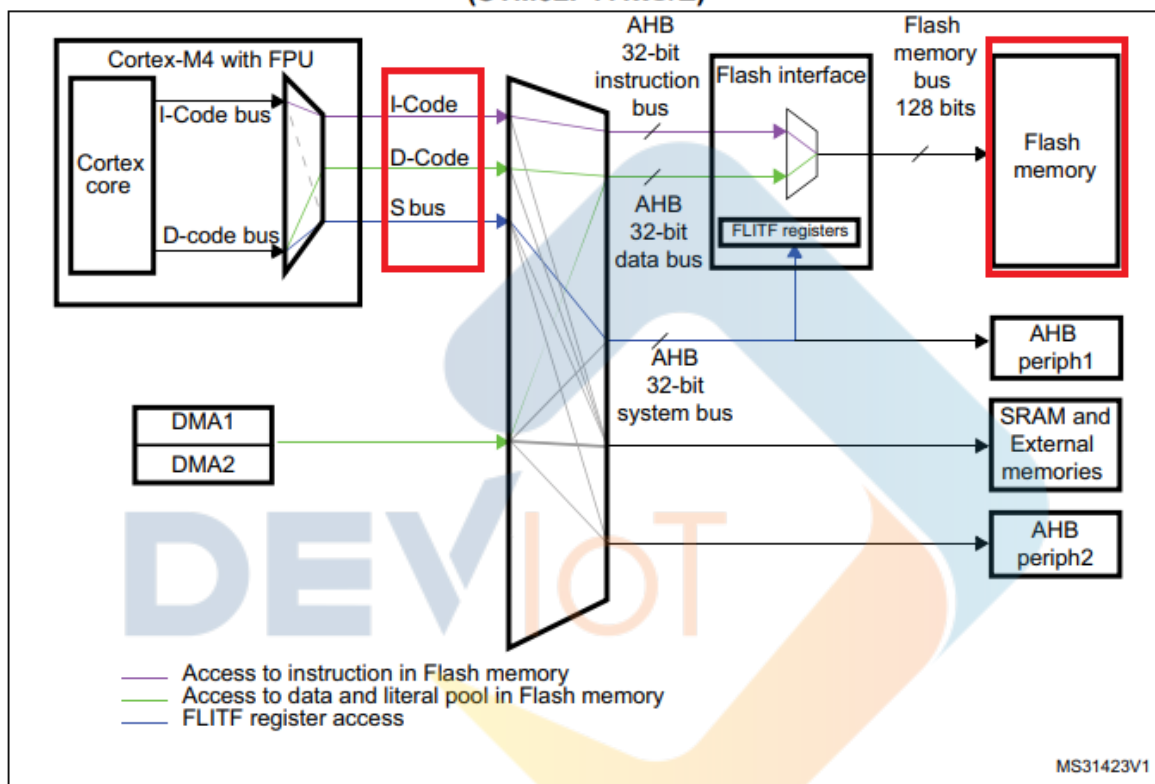 Cortex-M4 with FPU
Cortex
core
I-Code bus
D-code bus
I-Code
D-Code
S bus
AHB
32-bit
instruction
bus
AHB
32-bit
data bus
AHB
32-bit
system bus
Flash interface
FLITF registers
Flash
memory
bus
128 bits
Flash
memory
AHB
periph1
SRAM and
External
memories
AHB
periph2
DMA1
DMA2
DEVIOT
Access to instruction in Flash memory
Access to data and literal pool in Flash memory
FLITF register access
MS31423V1